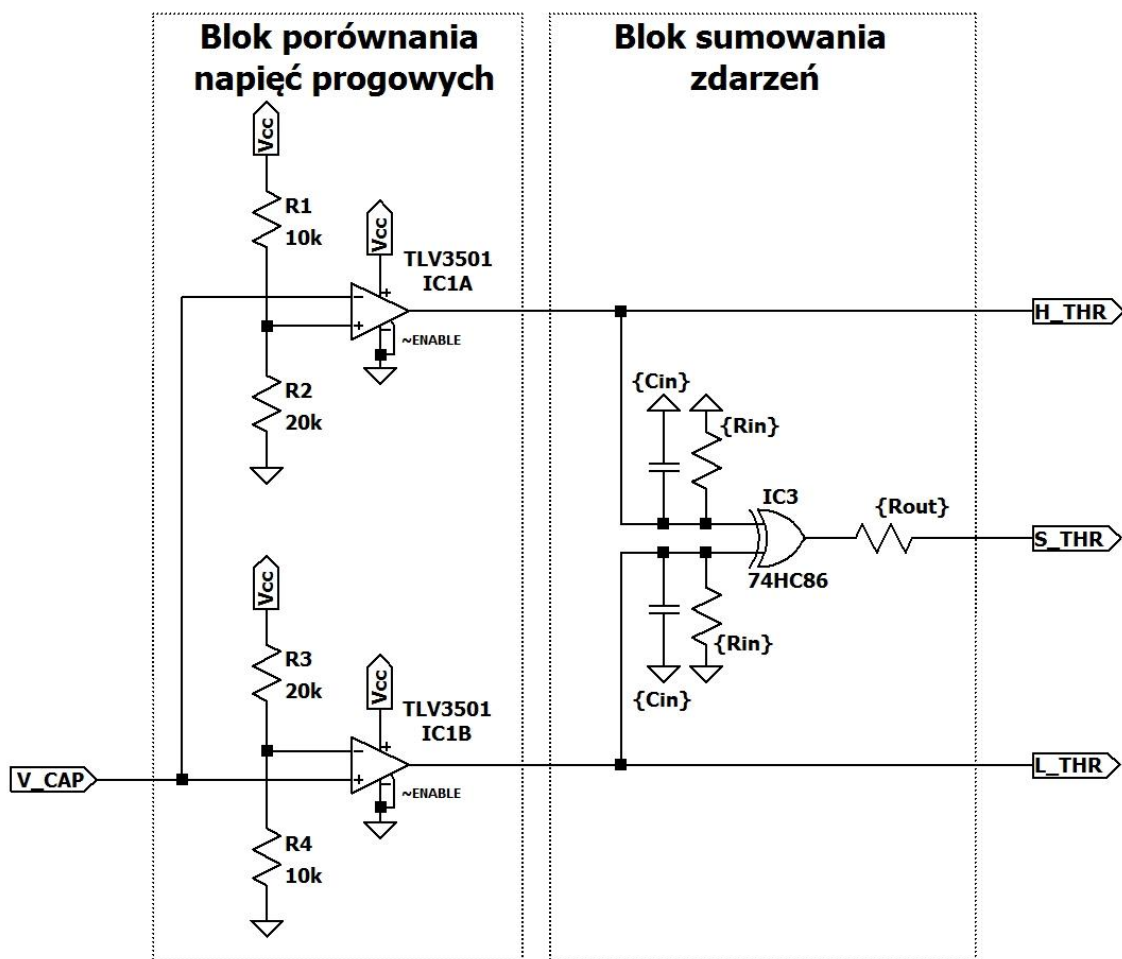 Blok porównania
napięć progowych
Blok sumowania
zdarzeń
Vcc
R1
10k
Vcc
TLV3501
IC1A
-
+
+
-
~ENABLE
H_THR
R2
20k
{Cin}
{Rin}
IC3
{Rout}
S_THR
74HC86
{Rin}
{Cin}
Vcc
R3
20k
Vcc
TLV3501
IC1B
-
+
+
-
~ENABLE
V_CAP
L_THR
R4
10k